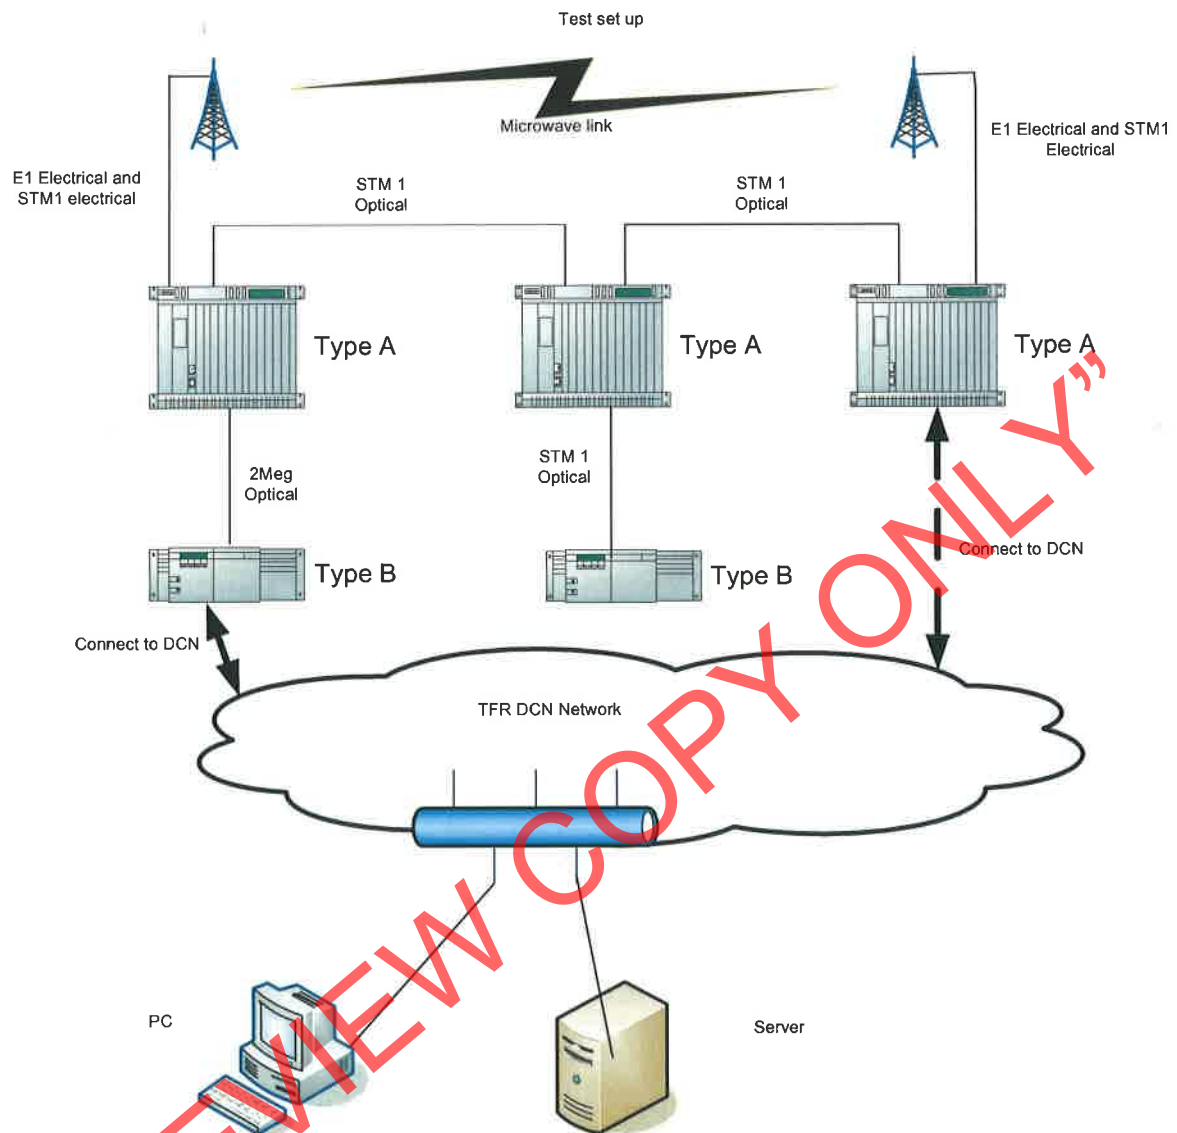 Test set up
Microwave link
E1 Electrical and STM1
Electrical
E1 Electrical and
STM1 electrical
STM 1
Optical
STM 1
Optical
Type A
Type A
Type A
2Meg
Optical
STM 1
Optical
Connect to DCN
Type B
Type B
Connect to DCN
TFR DCN Network
PC
Server
VIEW COPY ONLY”